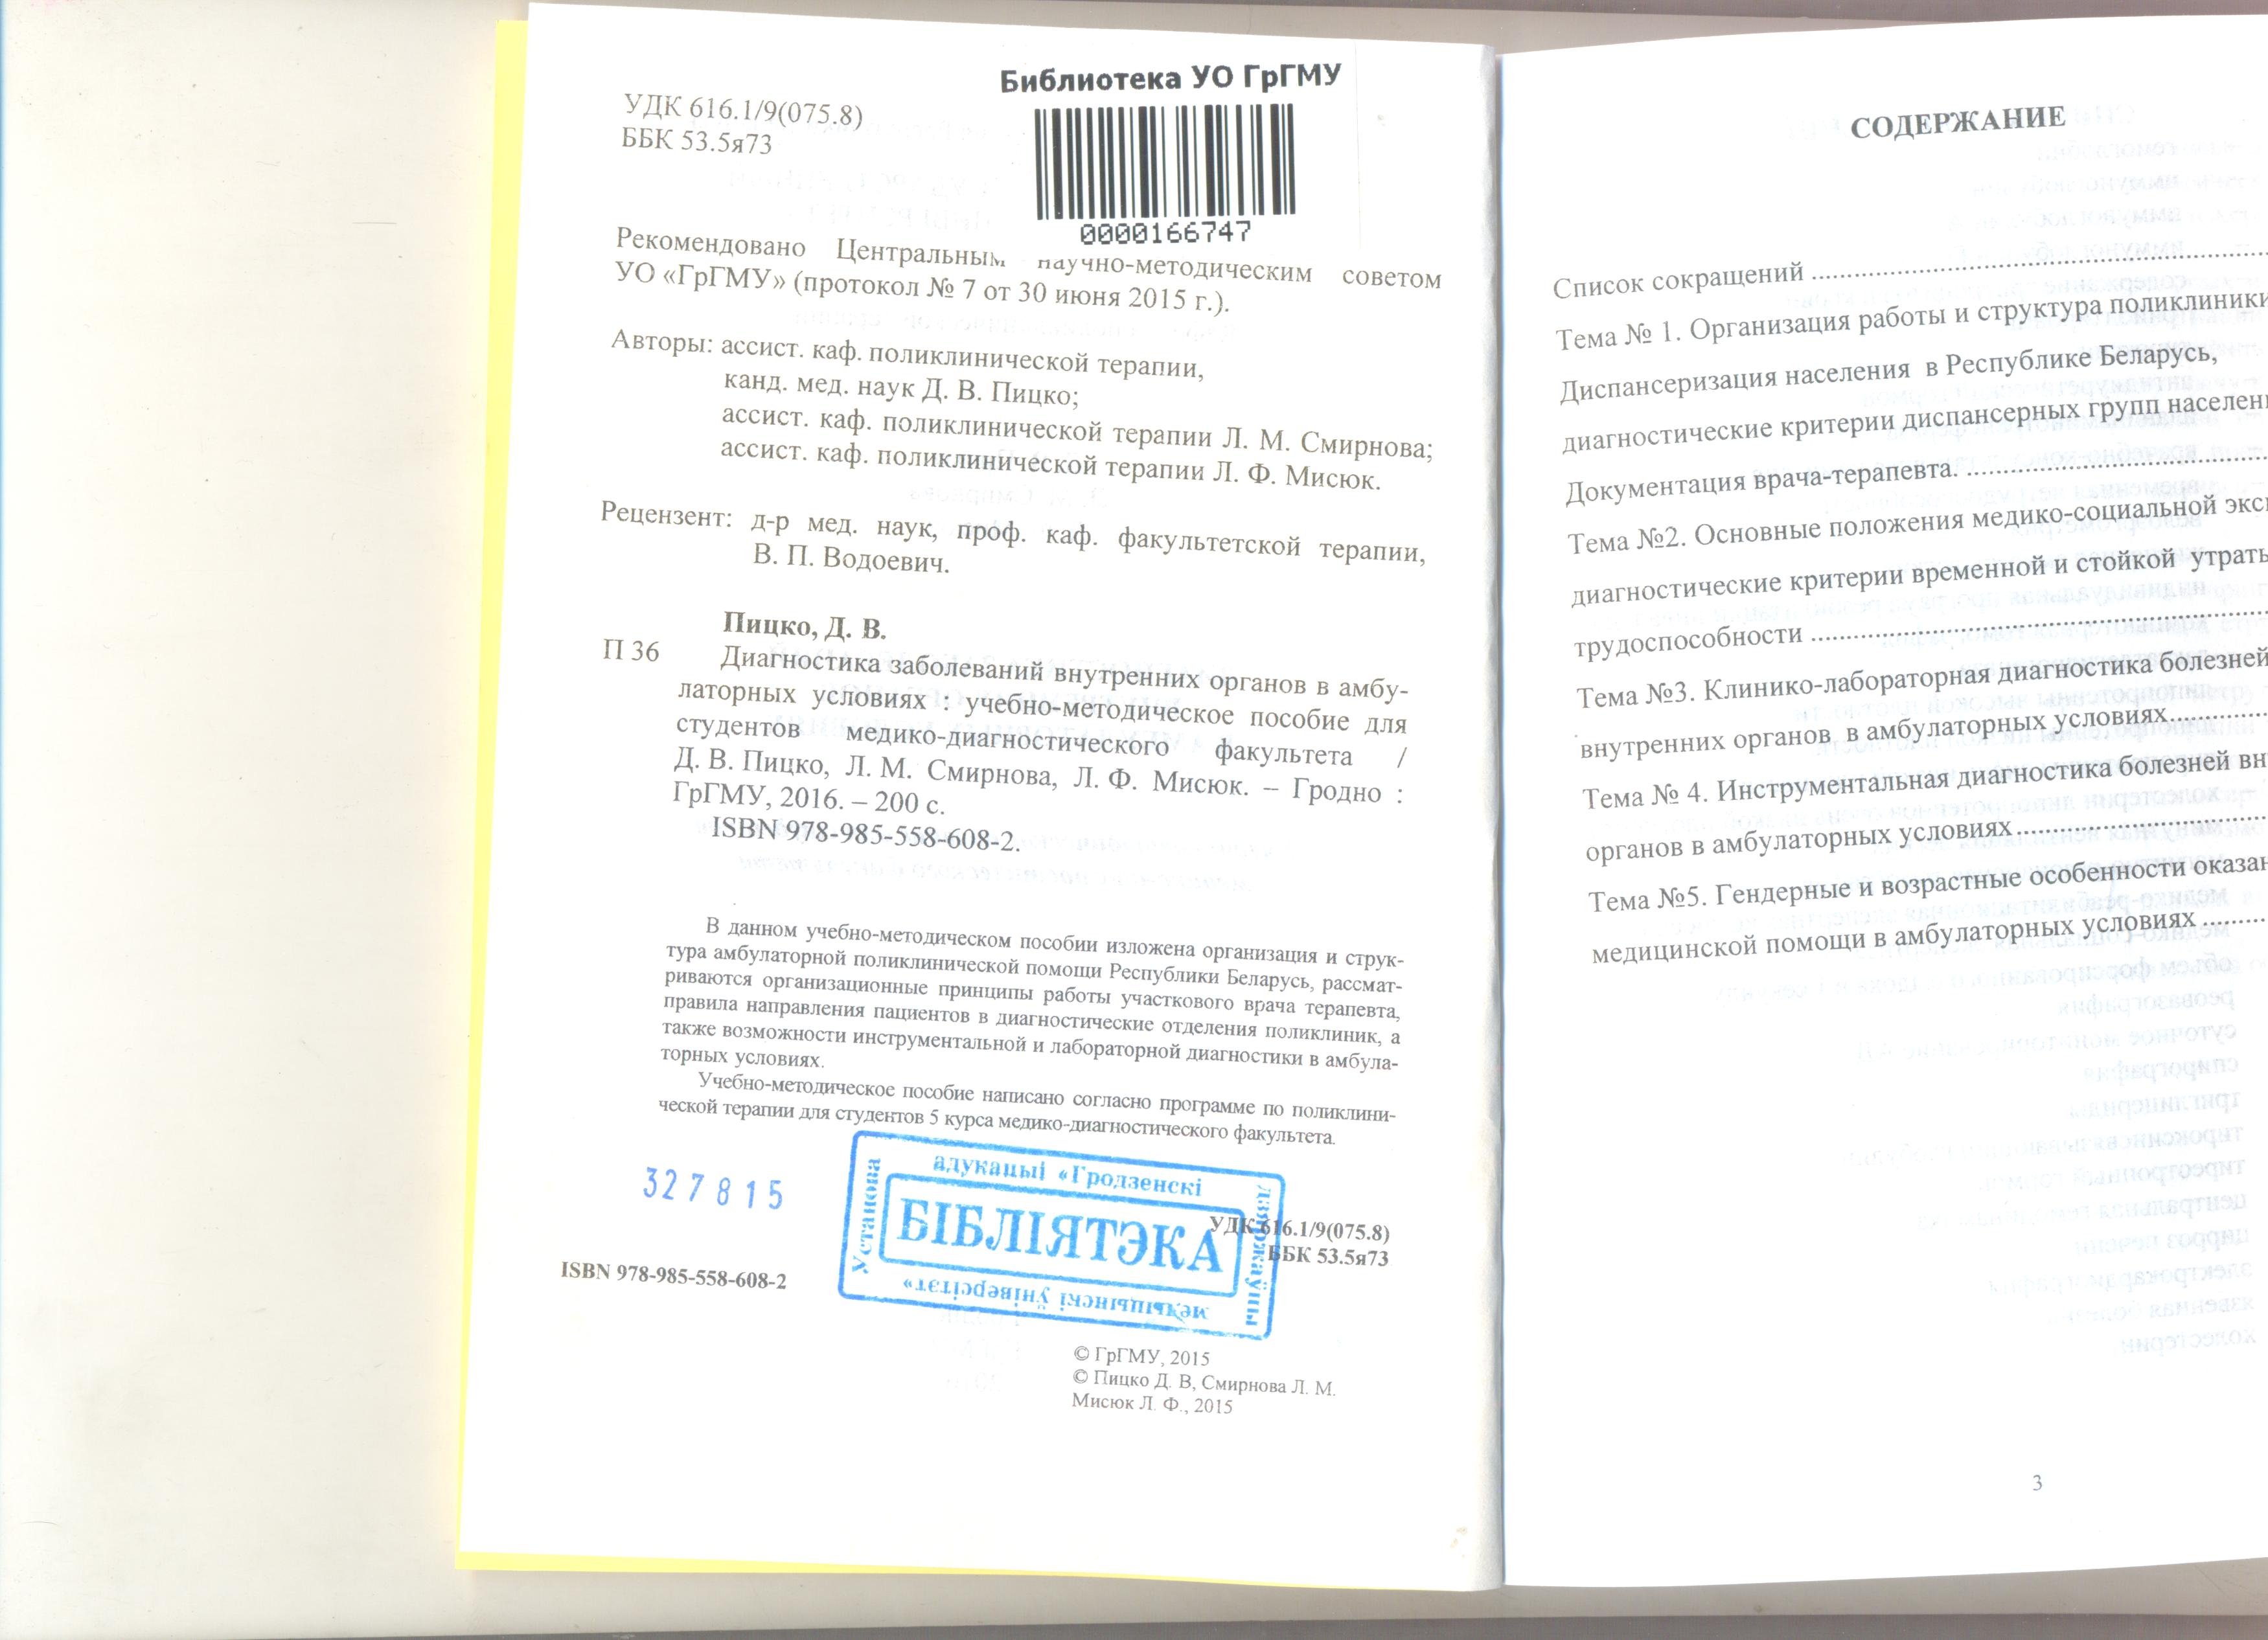 Библиотека УО ГрГМУ
0000166747
УДК 616.1/9(075.8)
ББК 53.5я73
Рекомендовано Центральным научно-методическим советом
УО «ГрГМУ» (протокол № 7 от 30 июня 2015 г.).
Авторы: ассист. каф. поликлинической терапии,
канд. мед. наук Д. В. Пицко;
ассист. каф. поликлинической терапии Л. М. Смирнова;
ассист. каф. поликлинической терапии Л. Ф. Мисюк.
Рецензент: д-р мед. наук, проф. каф. факультетской терапии,
В. П. Водоевич.
Пицко, Д. В.
П 36 Диагностика заболеваний внутренних органов в амбу-
латорных условиях : учебно-методическое пособие для
студентов медико-диагностического факультета /
Д. В. Пицко, Л. М. Смирнова, Л. Ф. Мисюк. – Гродно :
ГрГМУ, 2016. – 200 с.
ISBN 978-985-558-608-2.
В данном учебно-методическом пособии изложена организация и струк-
тура амбулаторной поликлинической помощи Республики Беларусь, рассмат-
риваются организационные принципы работы участкового врача терапевта,
правила направления пациентов в диагностические отделения поликлиник, а
также возможности инструментальной и лабораторной диагностики в амбула-
торных условиях.
Учебно-методическое пособие написано согласно программе по поликлини-
ческой терапии для студентов 5 курса медико-диагностического факультета.
327815
Установа
адукацыі «Гродзенскі
дзяржаўны
медыцынскі ўніверсітэт»
БІБЛІЯТЭКА
УДК 616.1/9(075.8)
ББК 53.5я73
ISBN 978-985-558-608-2
© ГрГМУ, 2015
© Пицко Д. В, Смирнова Л. М.
Мисюк Л. Ф., 2015
СОДЕРЖАНИЕ
Список сокращений ..........
Тема № 1. Организация работы и структура поликлиники
Диспансеризация населения в Республике Беларусь,
диагностические критерии диспансерных групп населен
Документация врача-терапевта. ..........
Тема №2. Основные положения медико-социальной экс
диагностические критерии временной и стойкой утрать
трудоспособности ..........
Тема №3. Клинико-лабораторная диагностика болезней
внутренних органов в амбулаторных условиях..........
Тема № 4. Инструментальная диагностика болезней вн
органов в амбулаторных условиях..........
Тема №5. Гендерные и возрастные особенности оказан
медицинской помощи в амбулаторных условиях ..........
3